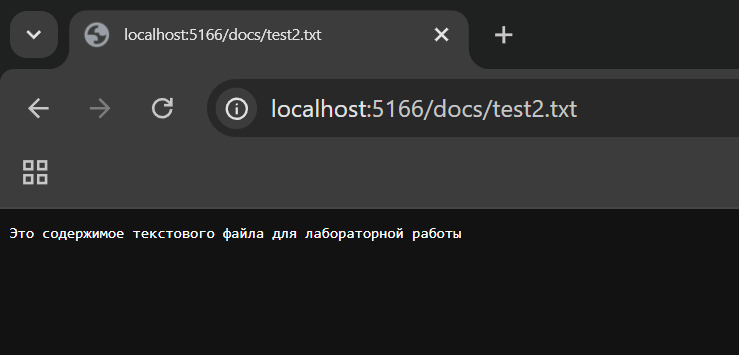 localhost:5166/docs/test2.txt
localhost:5166/docs/test2.txt
Это содержимое текстового файла для лабораторной работы